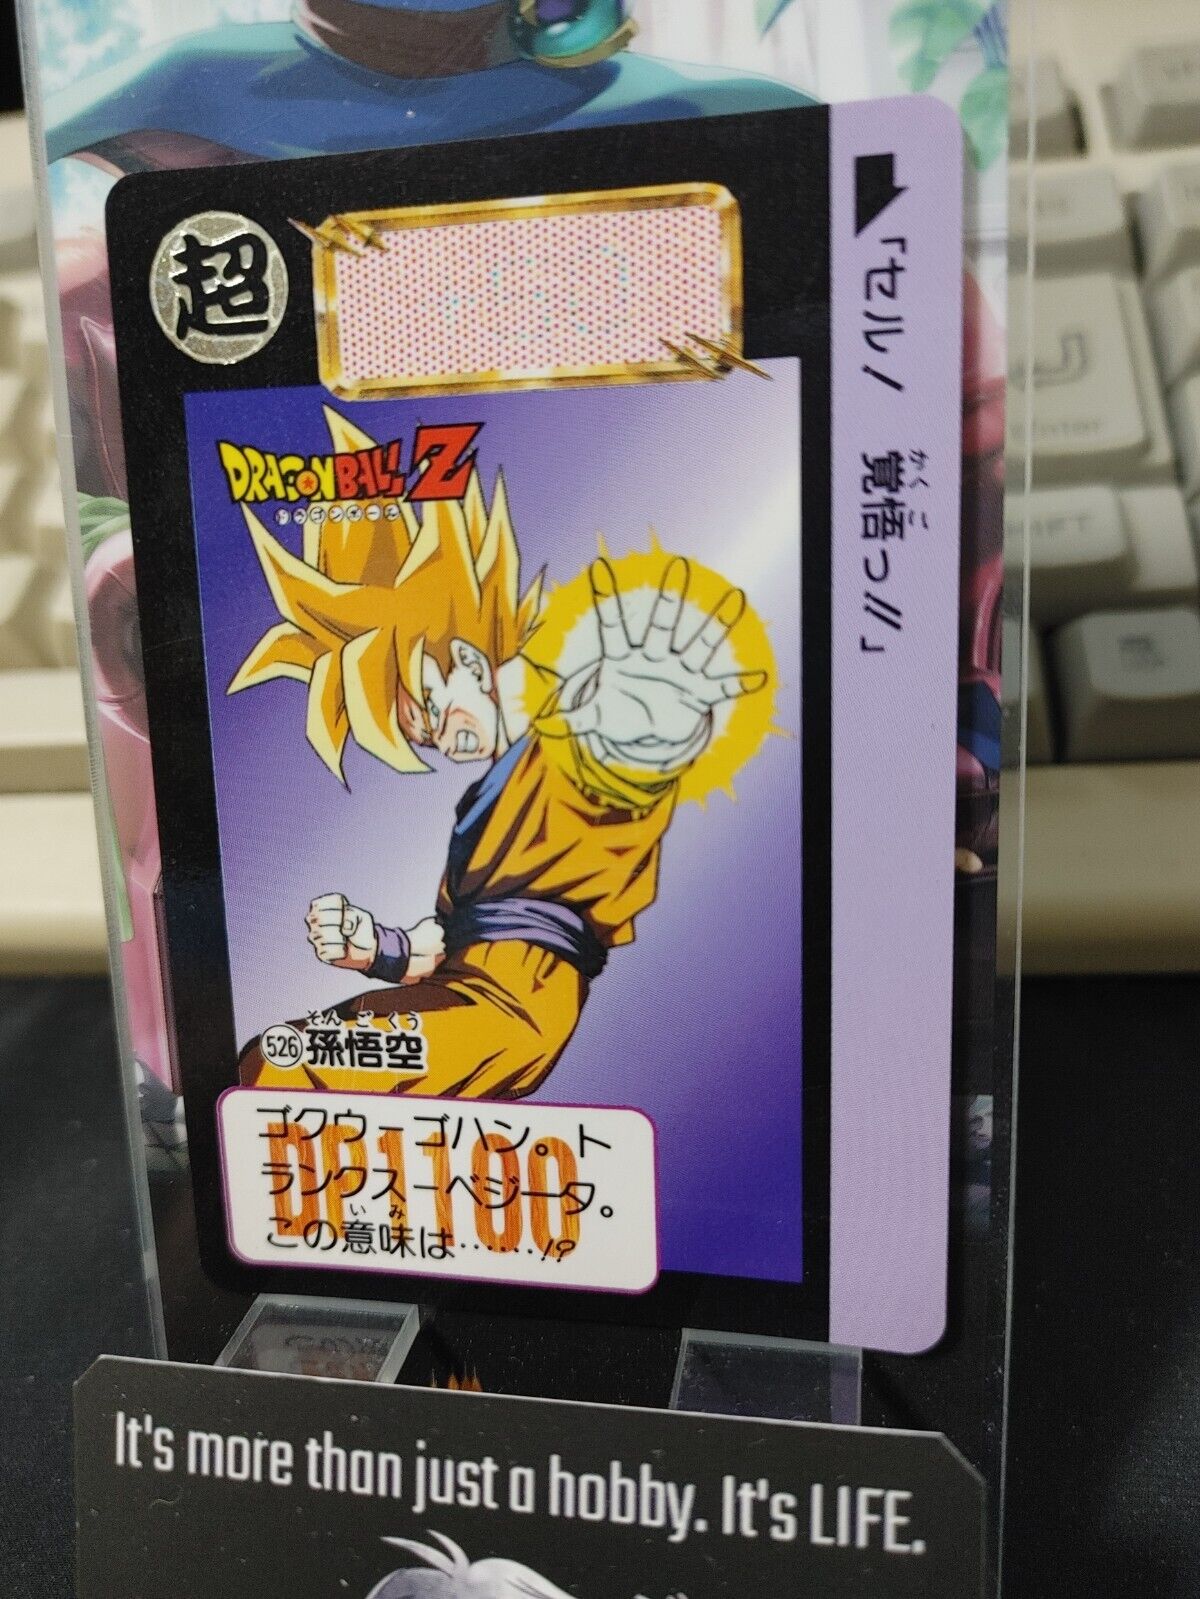 超
DRAGON BALL Z
ドラゴンボール
「セル！　覚悟っ!!」
かくご
そんごくう
526 孫悟空
DP1100
ゴクウーゴハン。ト
ランクスーベジータ。
いみ
この意味は……!?
It's more than just a hobby. It's LIFE.